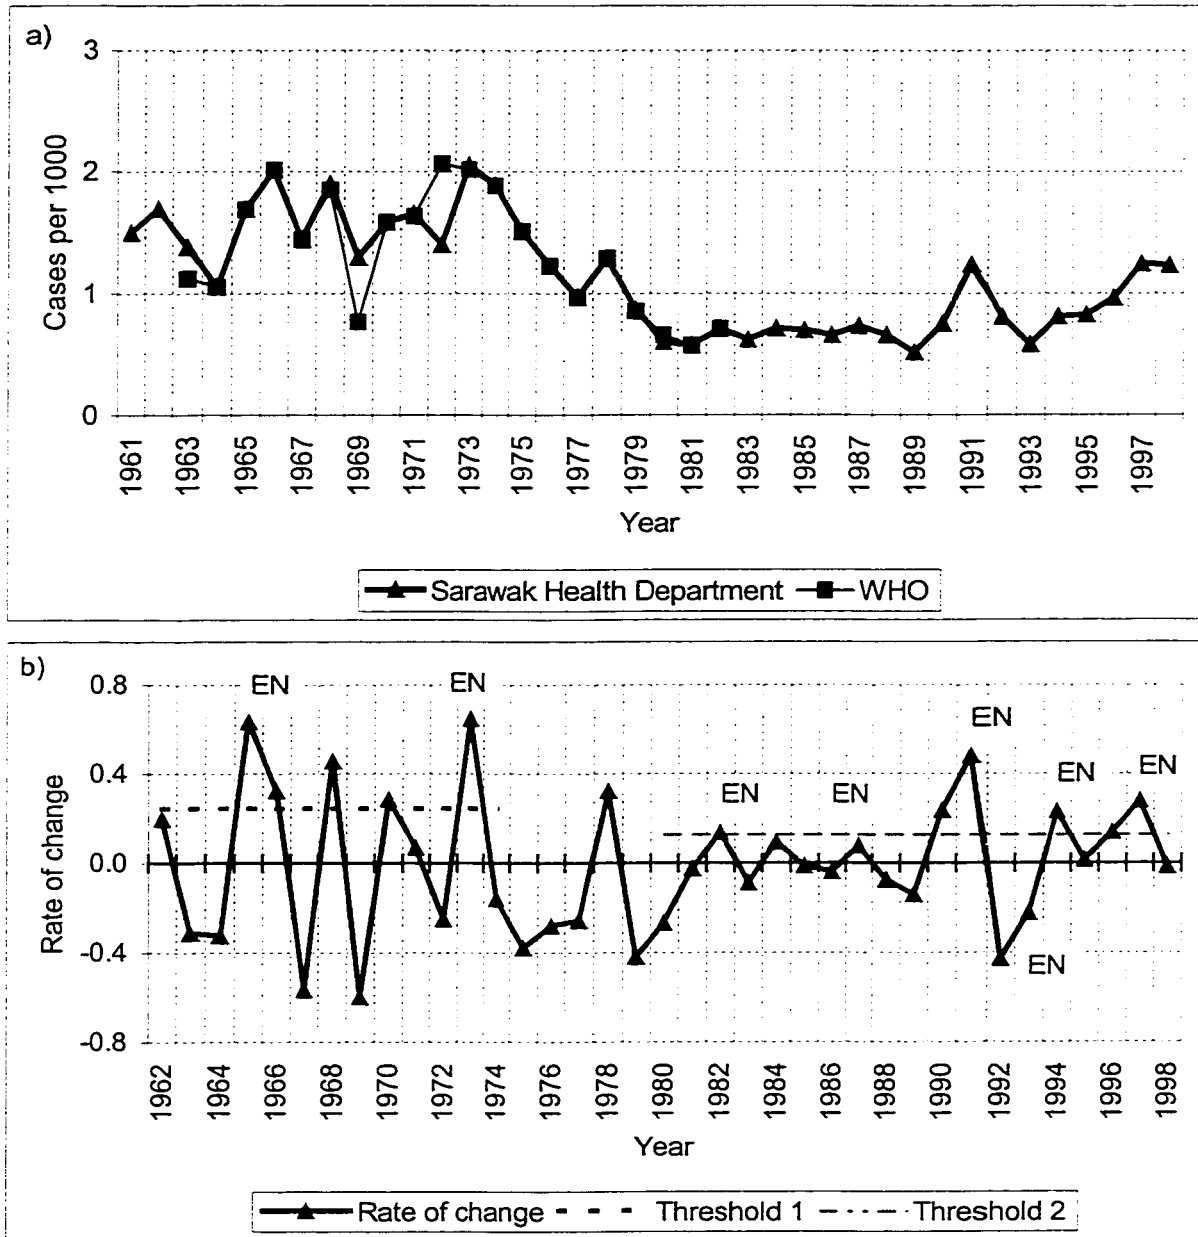 a)
3
2
1
0
Cases per 1000
1961 1963 1965 1967 1969 1971 1973 1975 1977 1979 1981 1983 1985 1987 1989 1991 1993 1995 1997
Year
Sarawak Health Department WHO
b)
0.8
0.4
0.0
-0.4
-0.8
Rate of change
EN EN EN EN EN EN EN EN
1962 1964 1966 1968 1970 1972 1974 1976 1978 1980 1982 1984 1986 1988 1990 1992 1994 1996 1998
Year
Rate of change Threshold 1 Threshold 2